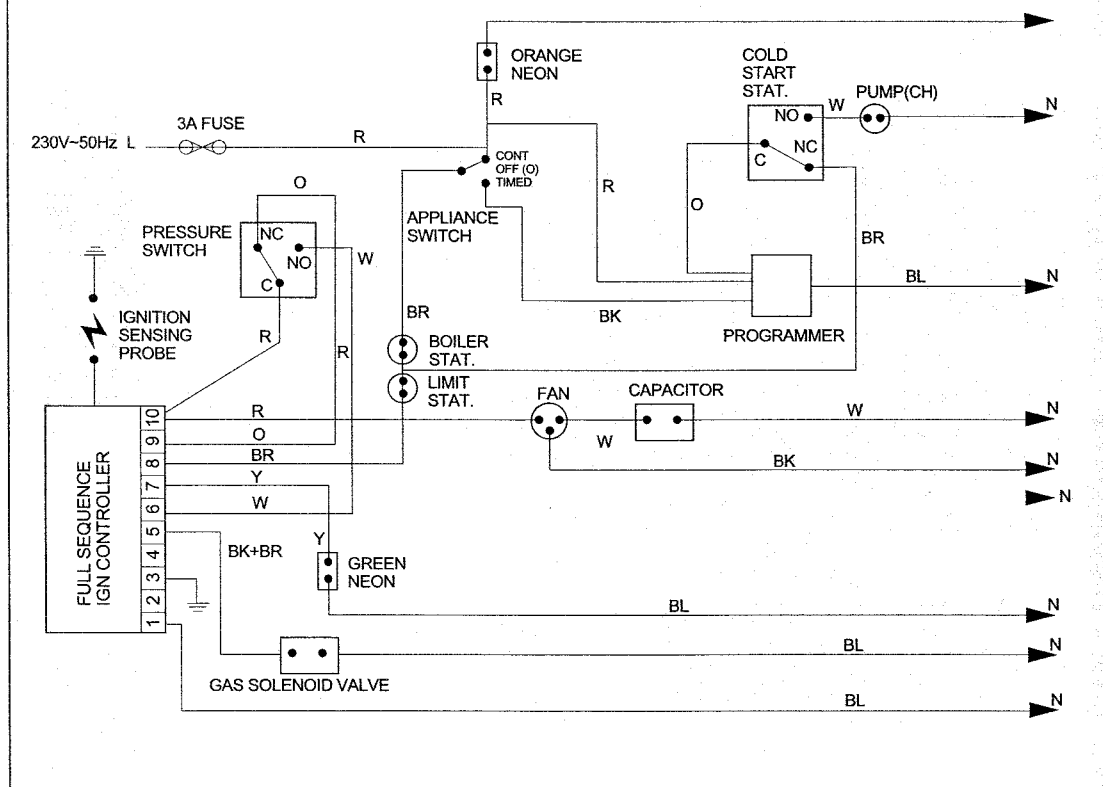 ORANGE
NEON
R
COLD
START
STAT.
NO
W
PUMP(CH)
N
C
NC
230V~50Hz L
3A FUSE
R
CONT
OFF (O)
TIMED
APPLIANCE
SWITCH
R
O
BR
O
PRESSURE
SWITCH
NC
NO
C
W
R
R
BR
BK
PROGRAMMER
BL
N
IGNITION
SENSING
PROBE
BOILER
STAT.
LIMIT
STAT.
FAN
W
CAPACITOR
W
N
BK
N
N
FULL SEQUENCE
IGN CONTROLLER
10
9
8
7
6
5
4
3
2
1
R
O
BR
Y
W
BK+BR
Y
GREEN
NEON
BL
N
GAS SOLENOID VALVE
BL
N
BL
N